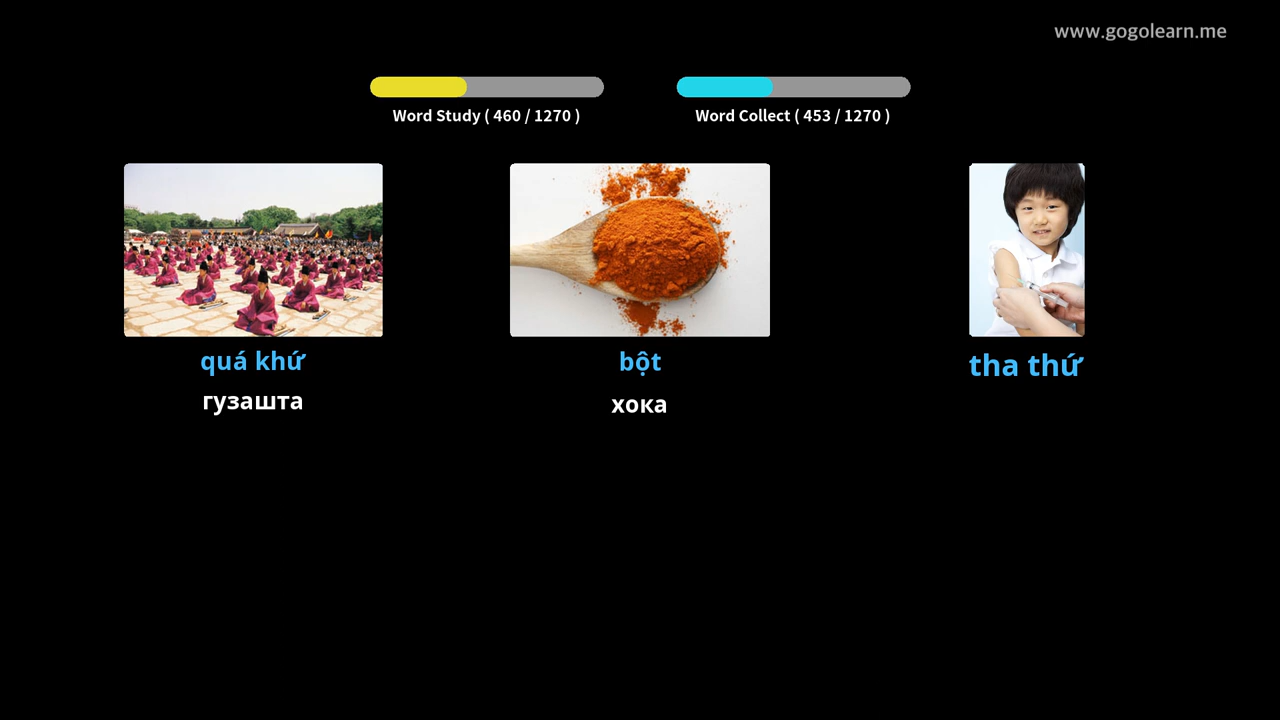 www.gogolearn.me
Word Study ( 460 / 1270 )
Word Collect ( 453 / 1270 )
quá khứ
гузашта
bột
хока
tha thứ